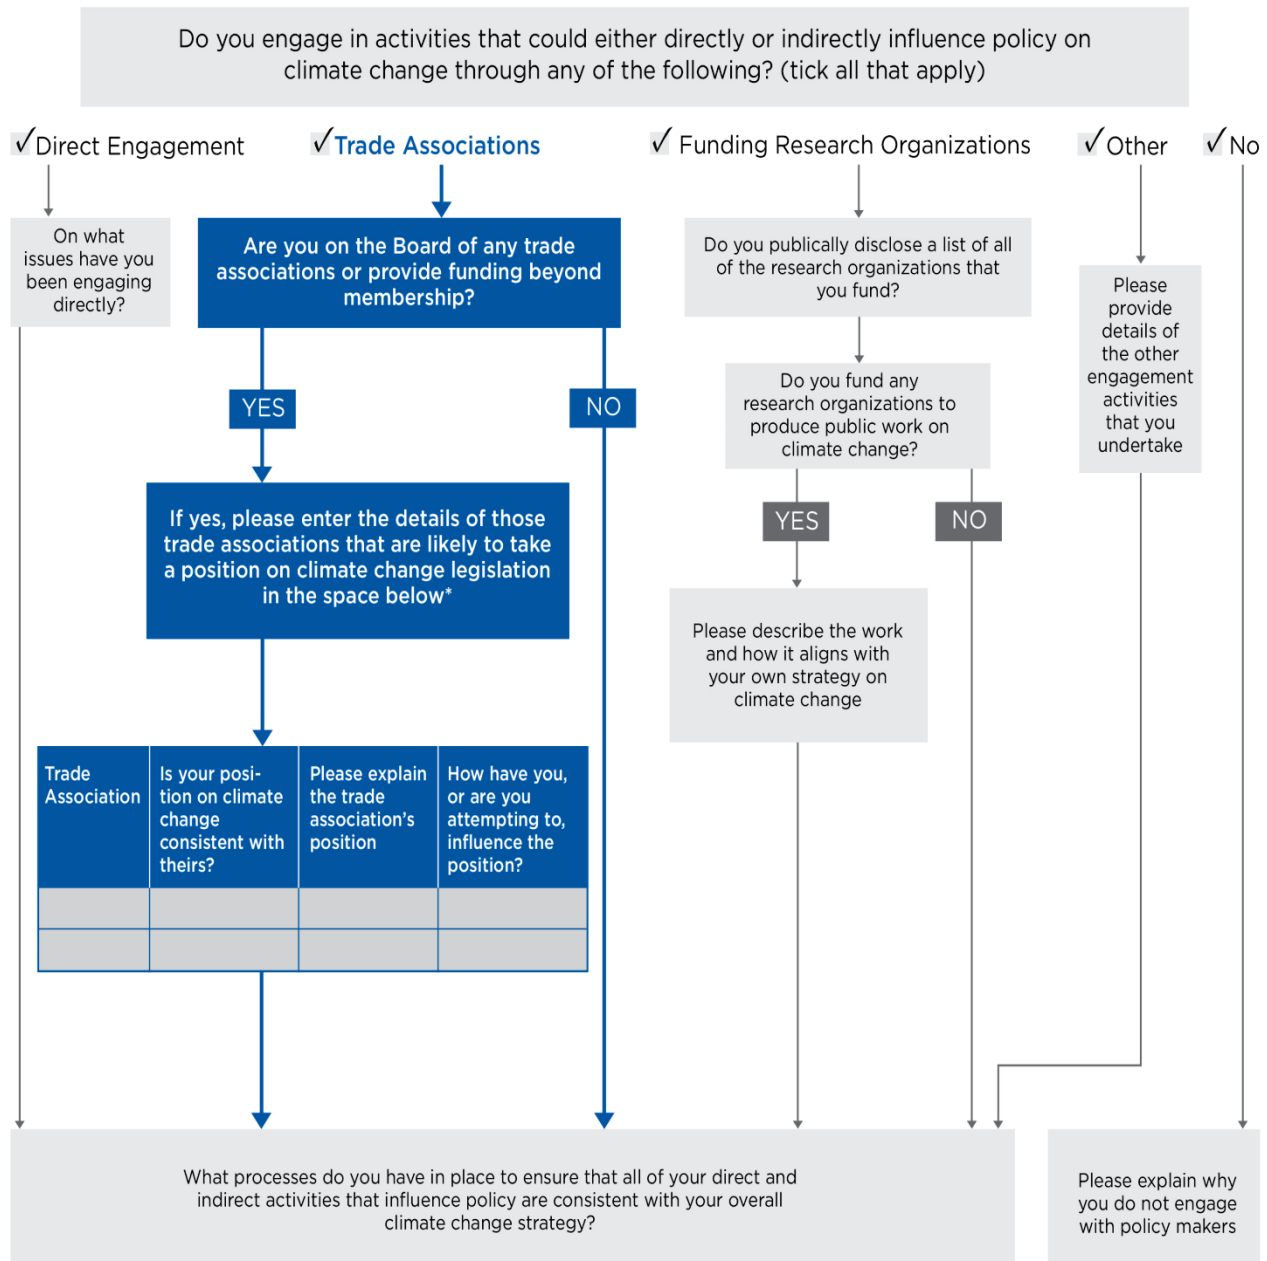 Do you engage in activities that could either directly or indirectly influence policy on
climate change through any of the following? (tick all that apply)
✓ Direct Engagement
✓ Trade Associations
✓ Funding Research Organizations
✓ Other
✓ No
On what
issues have you
been engaging
directly?
Are you on the Board of any trade
associations or provide funding beyond
membership?
YES
NO
If yes, please enter the details of those
trade associations that are likely to take
a position on climate change legislation
in the space below*
Trade
Association
Is your posi-
tion on climate
change
consistent with
theirs?
Please explain
the trade
association's
position
How have you,
or are you
attempting to,
influence the
position?
Do you publically disclose a list of all
of the research organizations that
you fund?
Do you fund any
research organizations to
produce public work on
climate change?
YES
NO
Please describe the work
and how it aligns with
your own strategy on
climate change
Please
provide
details of
the other
engagement
activities
that you
undertake
What processes do you have in place to ensure that all of your direct and
indirect activities that influence policy are consistent with your overall
climate change strategy?
Please explain why
you do not engage
with policy makers